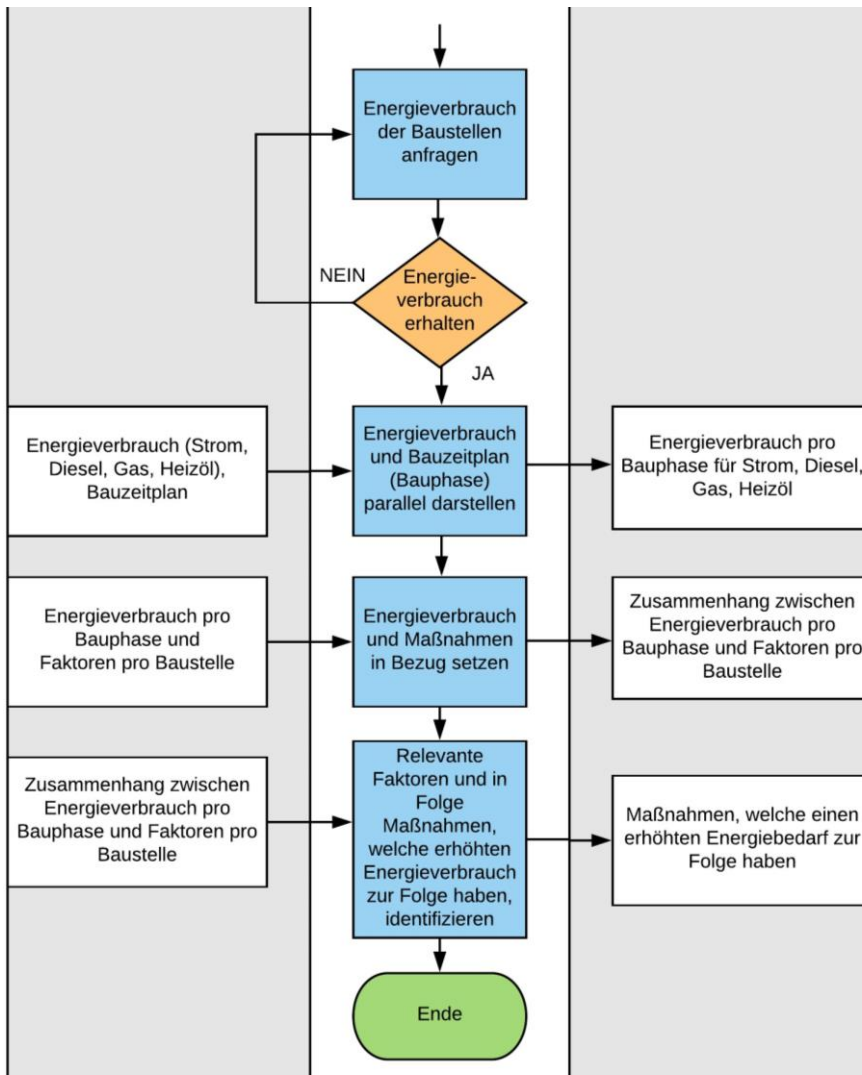 Energieverbrauch
der Baustellen
anfragen
NEIN
Energie-
verbrauch
erhalten
JA
Energieverbrauch (Strom,
Diesel, Gas, Heizöl),
Bauzeitplan
Energieverbrauch
und Bauzeitplan
(Bauphase)
parallel darstellen
Energieverbrauch pro
Bauphase für Strom, Diesel,
Gas, Heizöl
Energieverbrauch pro
Bauphase und
Faktoren pro Baustelle
Energieverbrauch
und Maßnahmen
in Bezug setzen
Zusammenhang zwischen
Energieverbrauch pro
Bauphase und Faktoren pro
Baustelle
Zusammenhang zwischen
Energieverbrauch pro
Bauphase und Faktoren pro
Baustelle
Relevante
Faktoren und in
Folge
Maßnahmen,
welche erhöhten
Energieverbrauch
zur Folge haben,
identifizieren
Maßnahmen, welche einen
erhöhten Energiebedarf zur
Folge haben
Ende